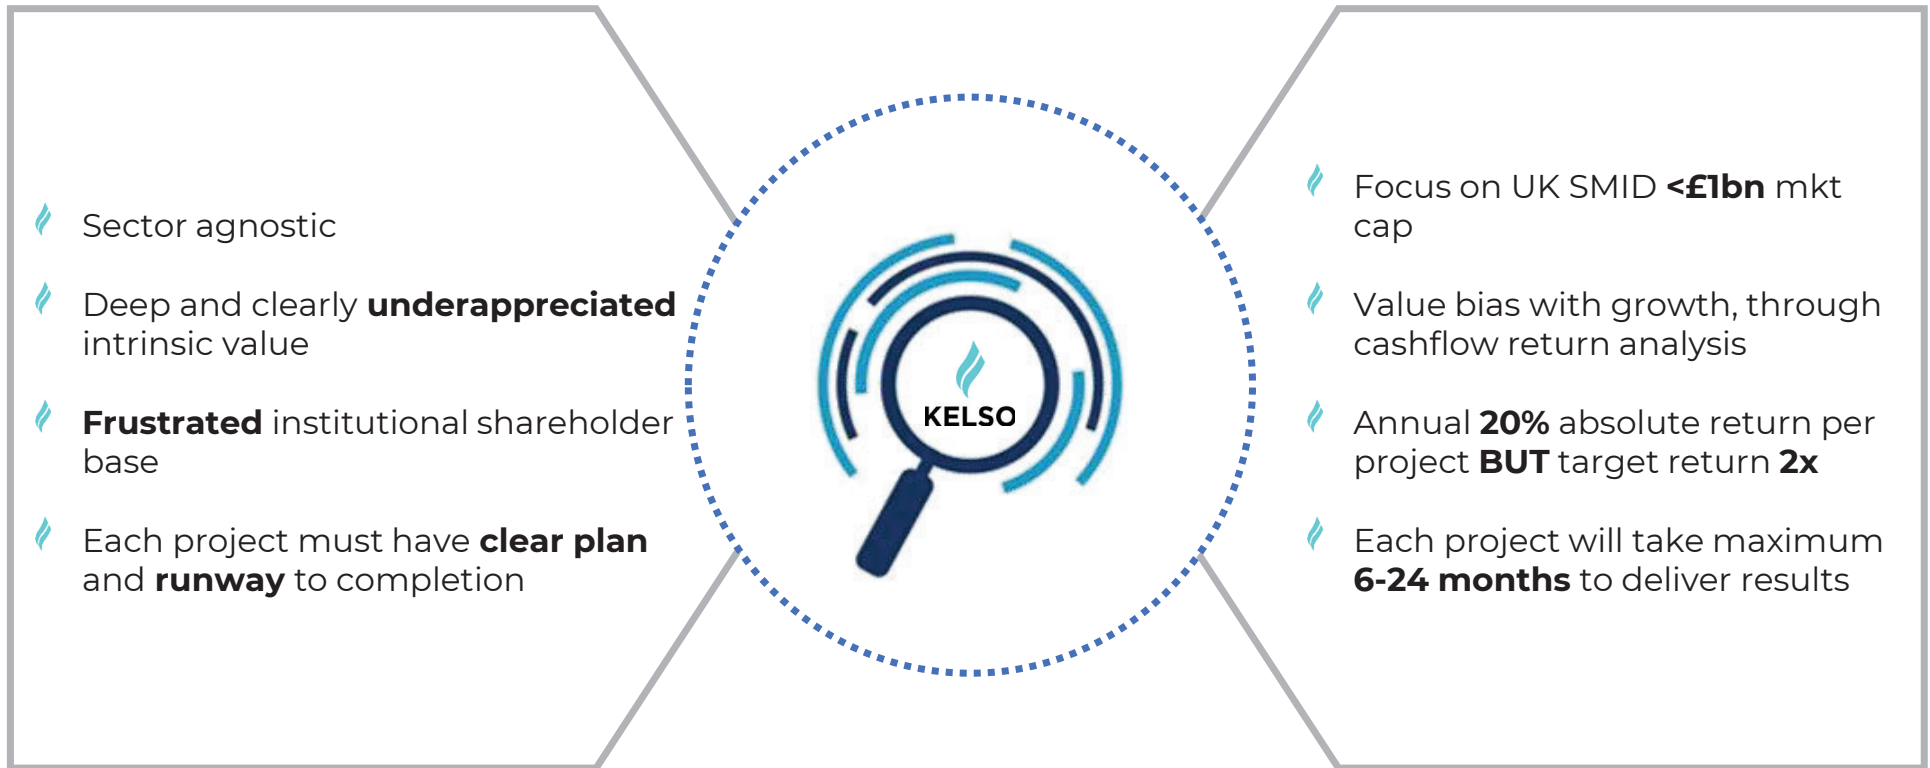 Sector agnostic
Deep and clearly underappreciated
intrinsic value
Frustrated institutional shareholder
base
Each project must have clear plan
and runway to completion
KELSO
Focus on UK SMID <£1bn mkt
cap
Value bias with growth, through
cashflow return analysis
Annual 20% absolute return per
project BUT target return 2x
Each project will take maximum
6-24 months to deliver results